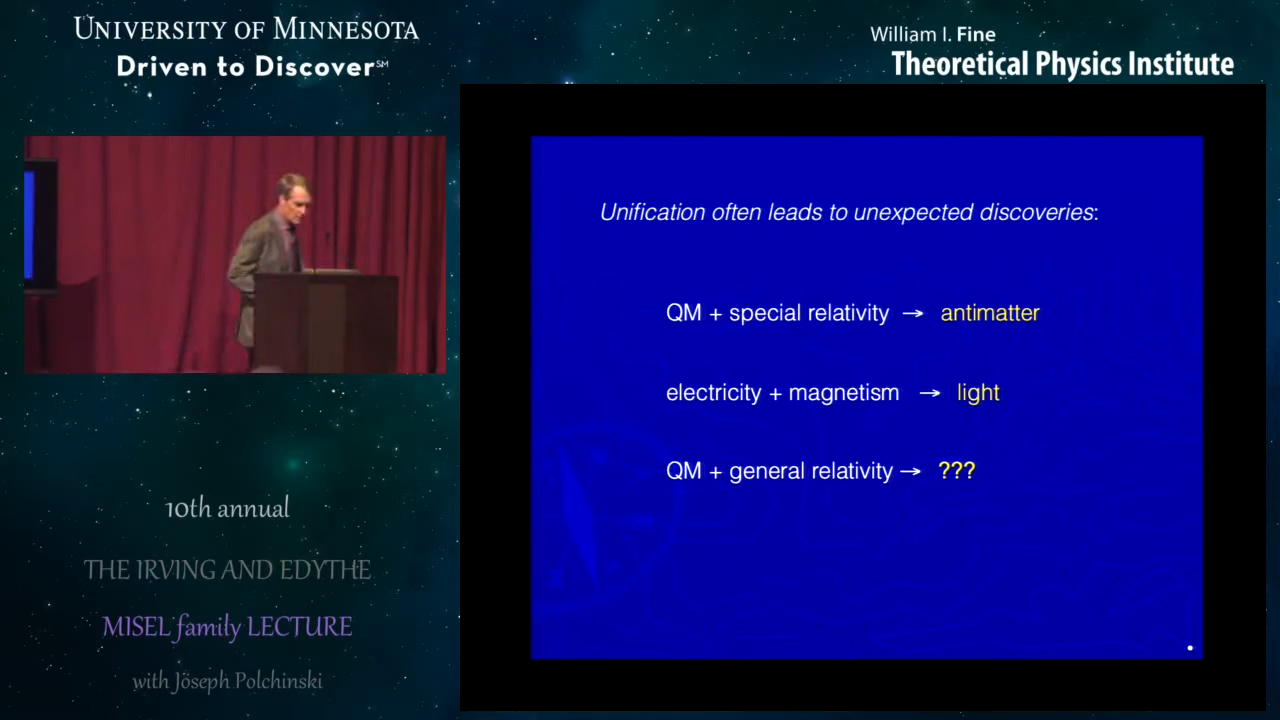 UNIVERSITY OF MINNESOTA
Driven to Discover℠
William I. Fine
Theoretical Physics Institute
Unification often leads to unexpected discoveries:
QM + special relativity → antimatter
electricity + magnetism → light
QM + general relativity → ???
10th annual
THE IRVING AND EDYTHE
MISEL family LECTURE
with Joseph Polchinski